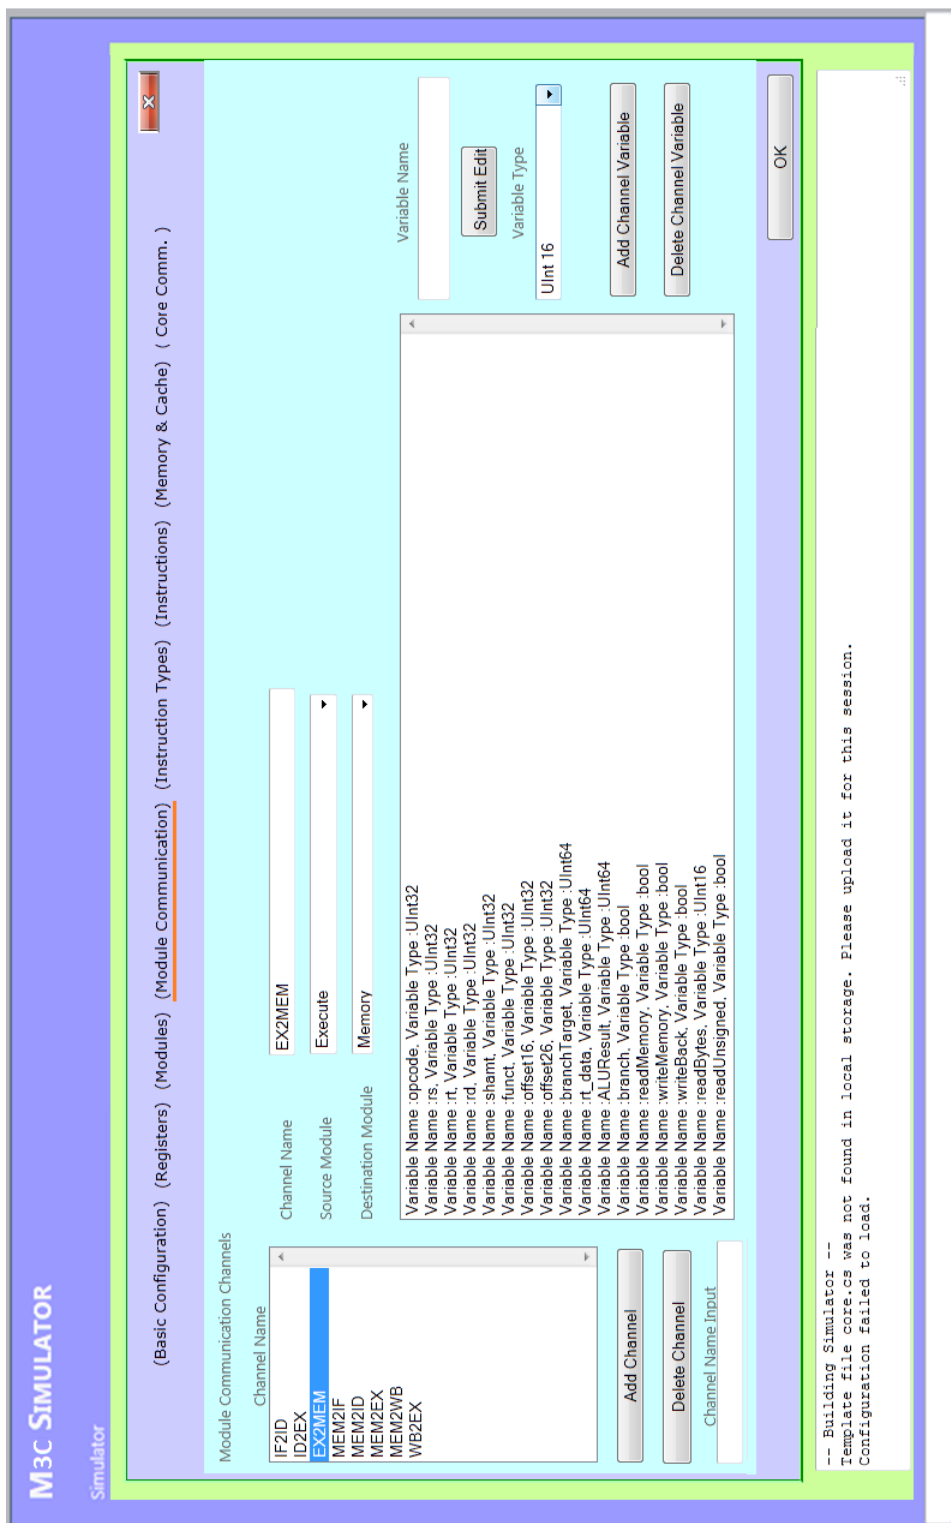 M3C SIMULATOR
Simulator
(Basic Configuration) (Registers) (Modules) (Module Communication) (Instruction Types) (Instructions) (Memory & Cache) ( Core Comm. )
x
Module Communication Channels
Channel Name
IF2ID
ID2EX
EX2MEM
MEM2IF
MEM2ID
MEM2EX
MEM2WB
WB2EX
Add Channel
Delete Channel
Channel Name Input
Channel Name
EX2MEM
Source Module
Execute
Destination Module
Memory
Variable Name :opcode, Variable Type :UInt32
Variable Name :rs, Variable Type :UInt32
Variable Name :rt, Variable Type :UInt32
Variable Name :rd, Variable Type :UInt32
Variable Name :shamt, Variable Type :UInt32
Variable Name :funct, Variable Type :UInt32
Variable Name :offset16, Variable Type :UInt32
Variable Name :offset26, Variable Type :UInt32
Variable Name :branchTarget, Variable Type :UInt64
Variable Name :rt_data, Variable Type :UInt64
Variable Name :ALUResult, Variable Type :UInt64
Variable Name :branch, Variable Type :bool
Variable Name :readMemory, Variable Type :bool
Variable Name :writeMemory, Variable Type :bool
Variable Name :writeBack, Variable Type :bool
Variable Name :readBytes, Variable Type :UInt16
Variable Name :readUnsigned, Variable Type :bool
Variable Name
Submit Edit
Variable Type
UInt 16
Add Channel Variable
Delete Channel Variable
OK
-- Building Simulator --
Template file core.cs was not found in local storage. Please upload it for this session.
Configuration failed to load.